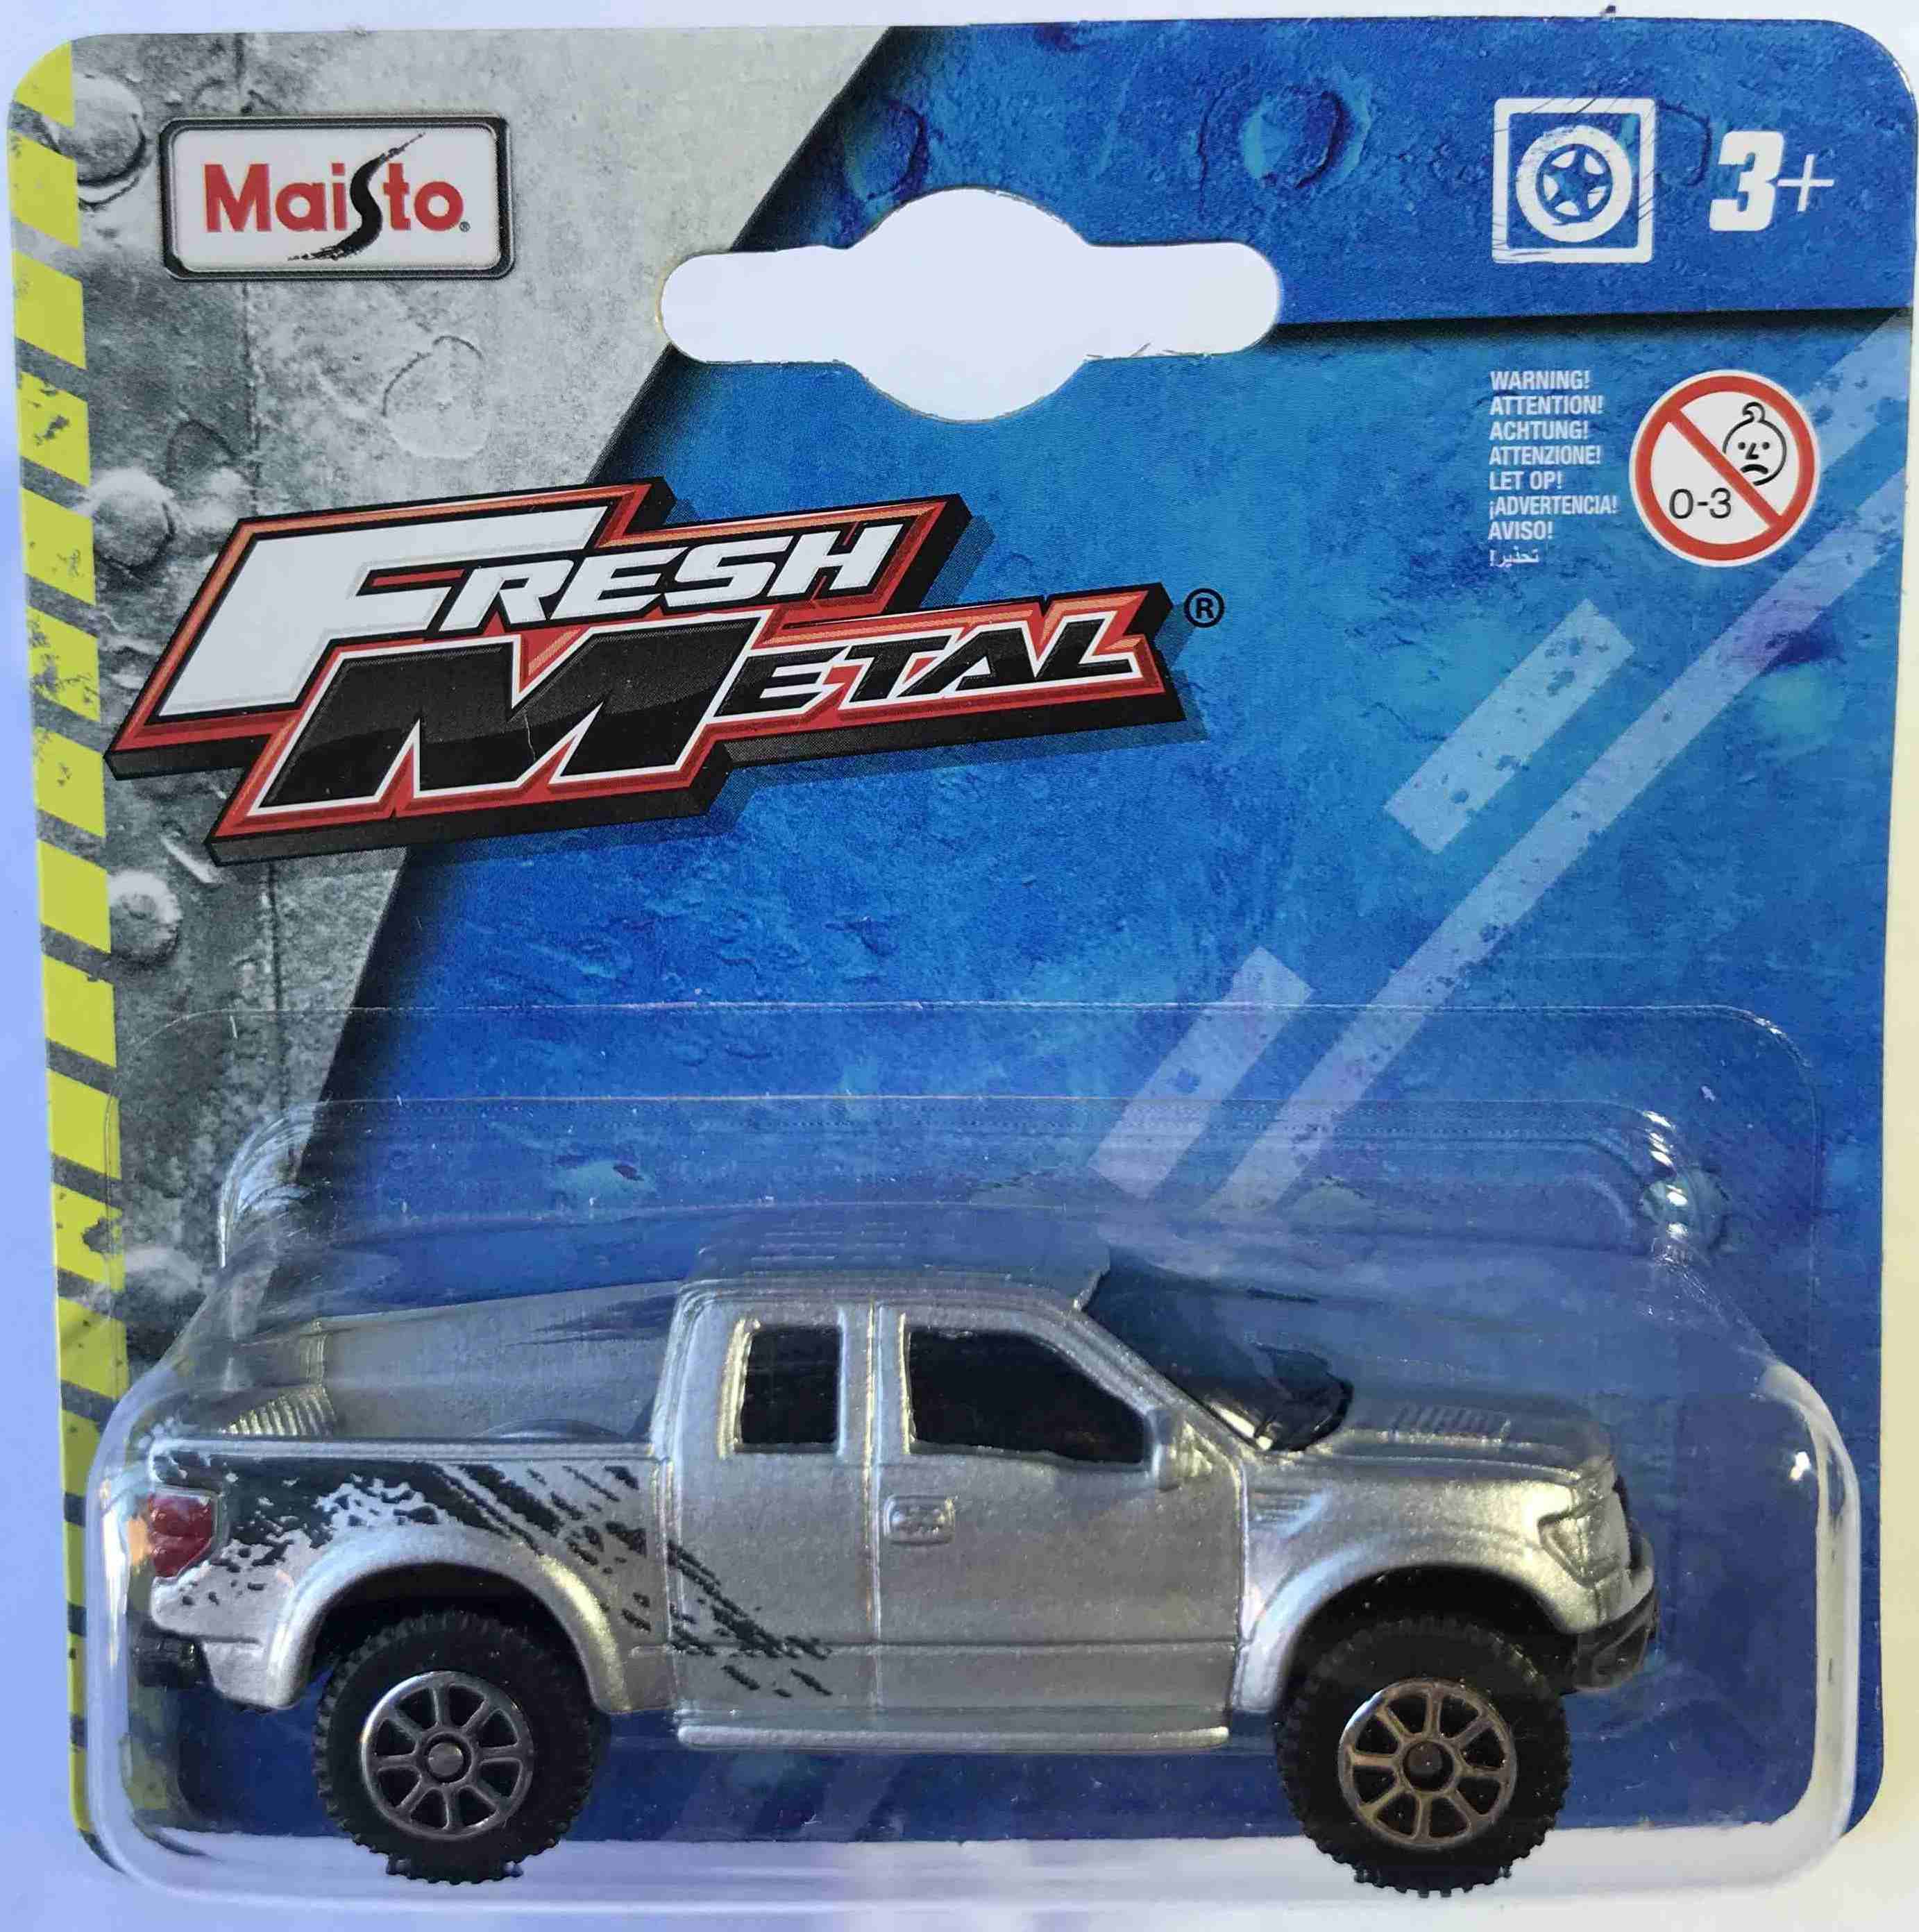 Maisto®
3+
WARNING!
ATTENTION!
ACHTUNG!
ATTENZIONE!
LET OP!
¡ADVERTENCIA!
AVISO!
تحذير!
0-3
FRESH
METAL®